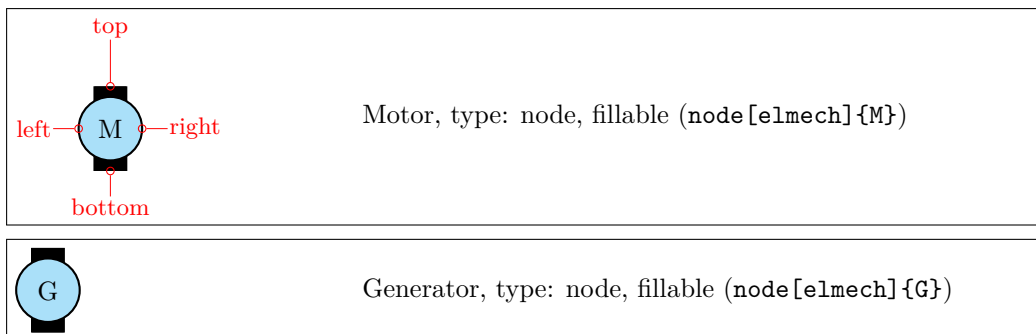 top
left
M
right
bottom
Motor, type: node, fillable (node[elmech]{M})
G
Generator, type: node, fillable (node[elmech]{G})